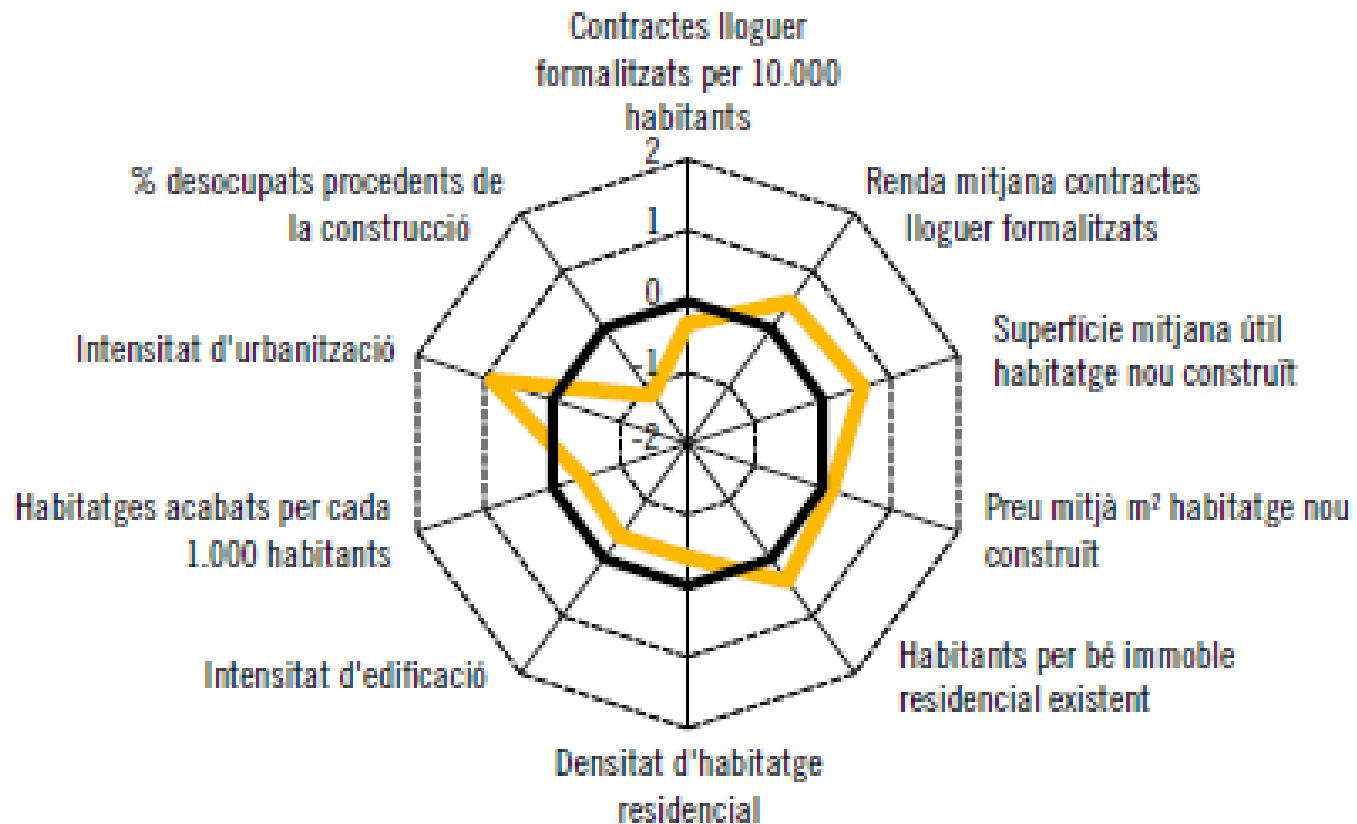 Contractes lloguer
formalitzats per 10.000
habitants
2
1
0
-1
-2
Renda mitjana contractes
lloguer formalitzats
Superfície mitjana útil
habitatge nou construït
Preu mitjà m² habitatge nou
construït
Habitants per bé immoble
residencial existent
Densitat d'habitatge
residencial
Intensitat d'edificació
Habitatges acabats per cada
1.000 habitants
Intensitat d'urbanització
% desocupats procedents de
la construcció